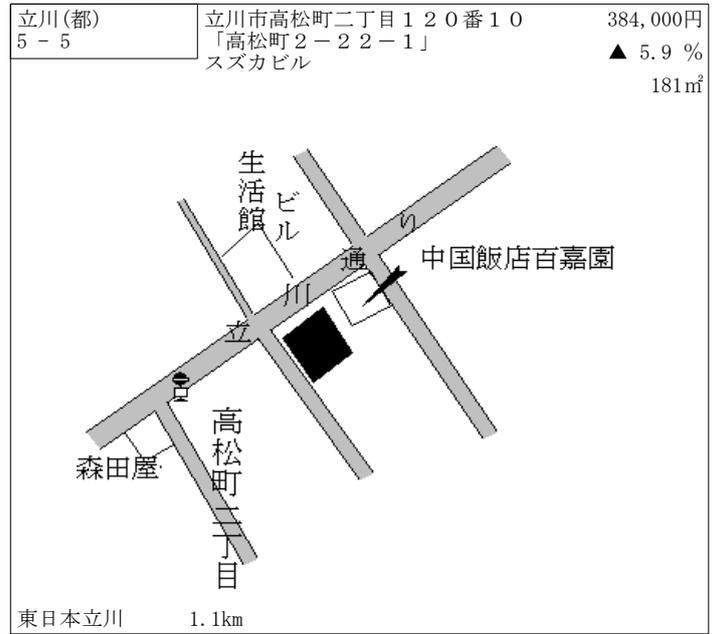 立川(都)
5 - 5
立川市高松町二丁目１２０番１０
「高松町２－２２－１」
スズカビル
384,000円
▲ 5.9 %
181㎡
生活館
ビル
立川通り
中国飯店百嘉園
森田屋
高松町二丁目
東日本立川
1.1km